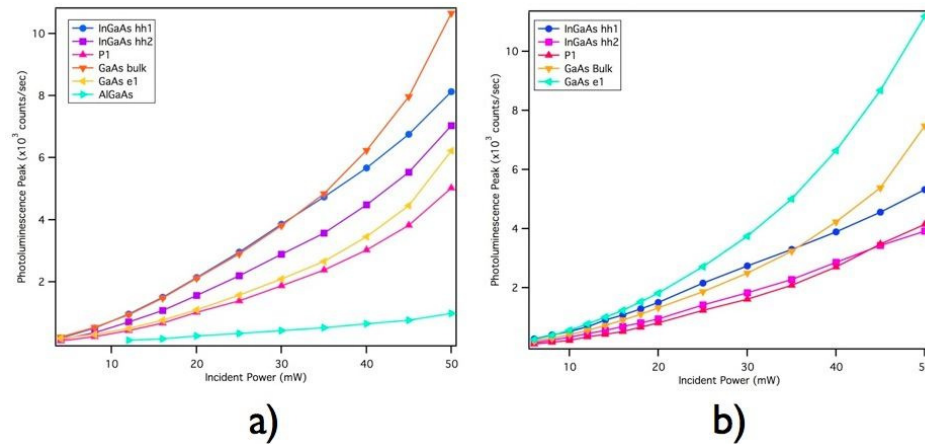 InGaAs hh1
InGaAs hh2
P1
GaAs bulk
GaAs e1
AlGaAs
Photoluminescence Peak (x10³ counts/sec)
10
8
6
4
2
10 20 30 40 50
Incident Power (mW)
a)
InGaAs hh1
InGaAs hh2
P1
GaAs Bulk
GaAs e1
Photoluminescence Peak (x10³ counts/sec)
10
8
6
4
2
10 20 30 40 50
Incident Power (mW)
b)